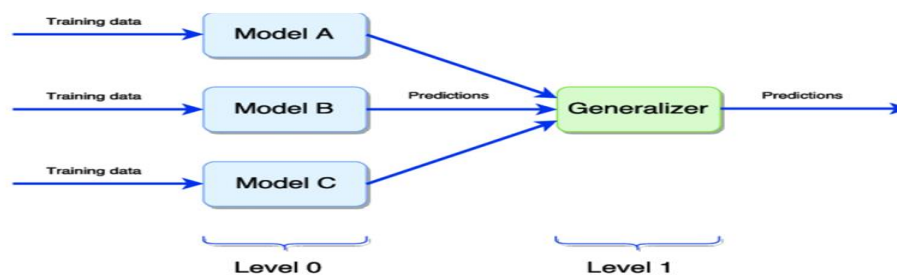 Training data
Model A
Training data
Model B
Predictions
Generalizer
Predictions
Training data
Model C
Level 0
Level 1